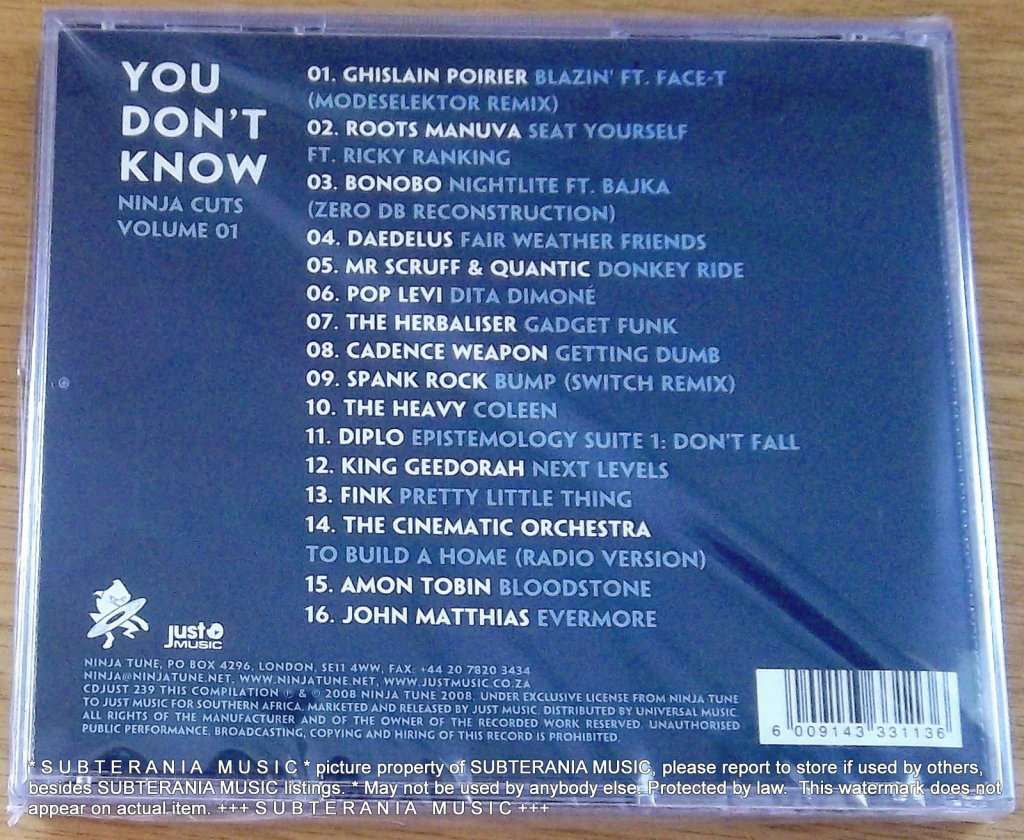 YOU
DON'T
KNOW
NINJA CUTS
VOLUME 01
01. GHISLAIN POIRIER BLAZIN' FT. FACE-T
(MODESELEKTOR REMIX)
02. ROOTS MANUVA SEAT YOURSELF
FT. RICKY RANKING
03. BONOBO NIGHTLITE FT. BAJKA
(ZERO DB RECONSTRUCTION)
04. DAEDELUS FAIR WEATHER FRIENDS
05. MR SCRUFF & QUANTIC DONKEY RIDE
06. POP LEVI DITA DIMONÉ
07. THE HERBALISER GADGET FUNK
08. CADENCE WEAPON GETTING DUMB
09. SPANK ROCK BUMP (SWITCH REMIX)
10. THE HEAVY COLEEN
11. DIPLO EPISTEMOLOGY SUITE 1: DON'T FALL
12. KING GEEDORAH NEXT LEVELS
13. FINK PRETTY LITTLE THING
14. THE CINEMATIC ORCHESTRA
TO BUILD A HOME (RADIO VERSION)
15. AMON TOBIN BLOODSTONE
16. JOHN MATTHIAS EVERMORE
just
MUSIC
NINJA TUNE, PO BOX 4296, LONDON, SE11 4WW, FAX. +44 20 7820 3434
NINJA@NINJATUNE.NET, WWW.NINJATUNE.NET, WWW.JUSTMUSIC.CO.ZA
CDJUST 239 THIS COMPILATION ℗ & © 2008 NINJA TUNE 2008, UNDER EXCLUSIVE LICENSE FROM NINJA TUNE
TO JUST MUSIC FOR SOUTHERN AFRICA. MARKETED AND RELEASED BY JUST MUSIC. DISTRIBUTED BY UNIVERSAL MUSIC.
ALL RIGHTS OF THE MANUFACTURER AND OF THE OWNER OF THE RECORDED WORK RESERVED. UNAUTHORISED
PUBLIC PERFORMANCE, BROADCASTING, COPYING AND HIRING OF THIS RECORD IS PROHIBITED.
6 009143 331136
* S U B T E R A N I A  M U S I C * picture property of SUBTERANIA MUSIC, please report to store if used by others,
besides SUBTERANIA MUSIC listings. * May not be used by anybody else. Protected by law. This watermark does not
appear on actual item. +++ S U B T E R A N I A  M U S I C +++